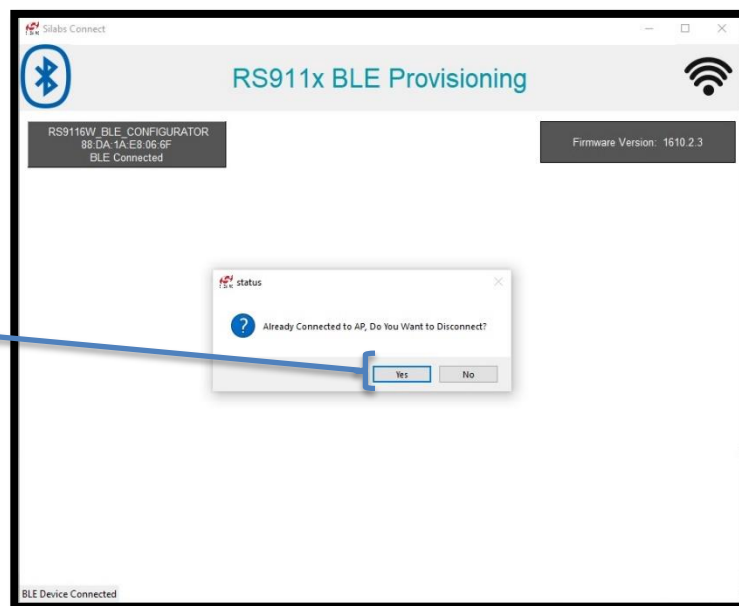 Silabs Connect
RS911x BLE Provisioning
RS9116W_BLE_CONFIGURATOR
88:DA:1A:E8:06:6F
BLE Connected
Firmware Version: 1610.2.3
status
Already Connected to AP, Do You Want to Disconnect?
Yes No
BLE Device Connected